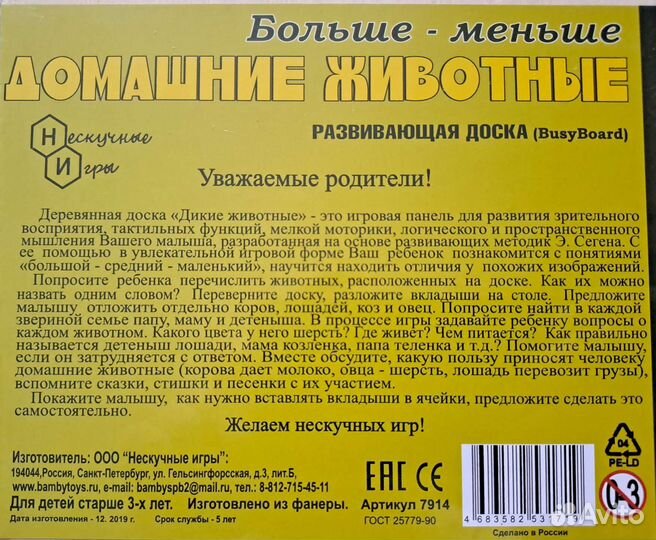 Больше - меньше
ДОМАШНИЕ ЖИВОТНЫЕ
Нескучные
Игры
РАЗВИВАЮЩАЯ ДОСКА (BusyBoard)
Уважаемые родители!
Деревянная доска «Дикие животные» - это игровая панель для развития зрительного
восприятия, тактильных функций, мелкой моторики, логического и пространственного
мышления Вашего малыша, разработанная на основе развивающих методик Э. Сегена. С
ее помощью в увлекательной игровой форме Ваш ребенок познакомится с понятиями
«большой - средний - маленький», научится находить отличия у похожих изображений.
Попросите ребенка перечислить животных, расположенных на доске. Как их можно
назвать одним словом? Переверните доску, разложите вкладыши на столе. Предложите
малышу отложить отдельно коров, лошадей, коз и овец. Попросите найти в каждой
звериной семье папу, маму и детеныша. В процессе игры задавайте ребенку вопросы о
каждом животном. Какого цвета у него шерсть? Где живет? Чем питается? Как правильно
называется детеныш лошади, мама козленка, папа теленка и т.д.? Помогите малышу,
если он затрудняется с ответом. Вместе обсудите, какую пользу приносят человеку
домашние животные (корова дает молоко, овца - шерсть, лошадь перевозит грузы),
вспомните сказки, стишки и песенки с их участием.
Покажите малышу, как нужно вставлять вкладыши в ячейки, предложите сделать это
самостоятельно.
Желаем нескучных игр!
Изготовитель: ООО "Нескучные игры";
194044,Россия, Санкт-Петербург, ул. Гельсингфорсская, д.3, лит.Б,
www.bambytoys.ru, e-mail: bambyspb2@mail.ru, тел.: 8-812-715-45-11
Для детей старше 3-х лет. Изготовлено из фанеры.
Дата изготовления - 12. 2019 г. Срок службы - 5 лет
EAC CE
Артикул 7914
ГОСТ 25779-90
4 683582 531719
Сделано в России
04
PE-LD
0-3
Avito